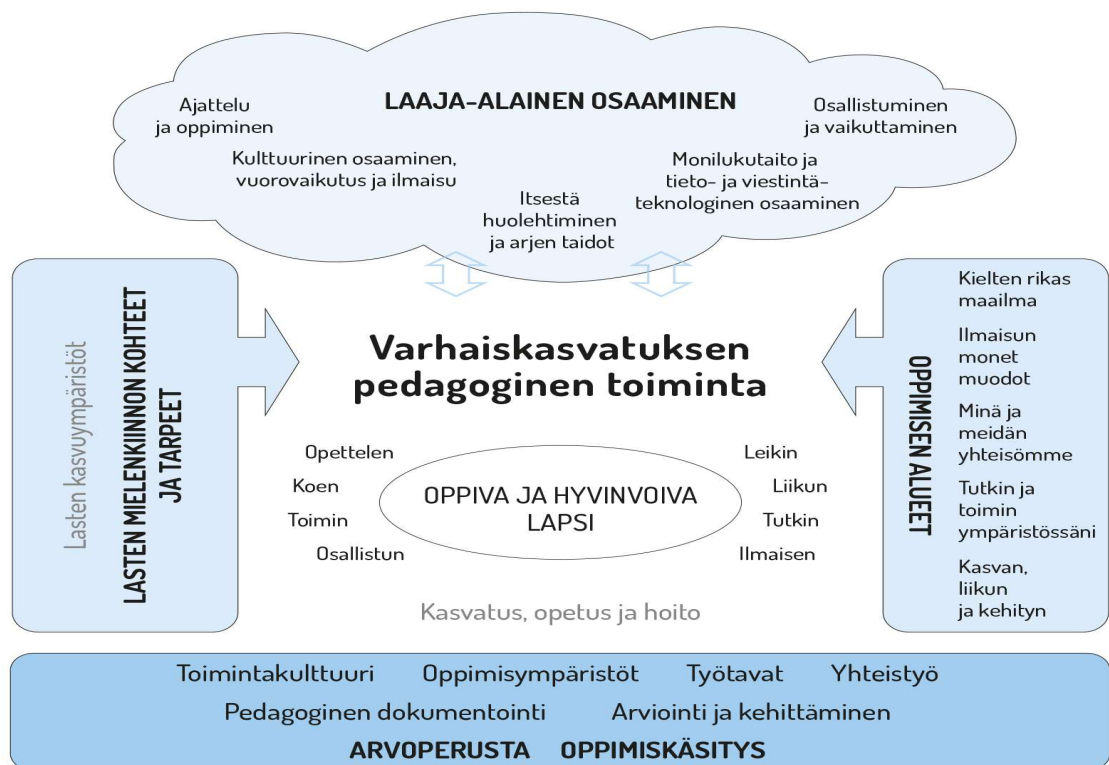 LAAJA-ALAINEN OSAAMINEN
Ajattelu
ja oppiminen
Kulttuurinen osaaminen,
vuorovaikutus ja ilmaisu
Itsestä
huolehtiminen
ja arjen taidot
Monilukutaito ja
tieto- ja viestintä-
teknologinen osaaminen
Osallistuminen
ja vaikuttaminen
Lasten kasvuympäristöt
LASTEN MIELENKIINNON KOHTEET
JA TARPEET
Varhaiskasvatuksen
pedagoginen toiminta
Opettelen
Koen
Toimin
Osallistun
OPPIVA JA HYVINVOIVA
LAPSI
Leikin
Liikun
Tutkin
Ilmaisen
Kasvatus, opetus ja hoito
OPPIMISEN ALUEET
Kielten rikas
maailma
Ilmaisun
monet
muodot
Minä ja
meidän
yhteisömme
Tutkin ja
toimin
ympäristössäni
Kasvan,
liikun
ja kehityn
Toimintakulttuuri Oppimisympäristöt Työtavat Yhteistyö
Pedagoginen dokumentointi Arviointi ja kehittäminen
ARVOPERUSTA OPPIMISKÄSITYS